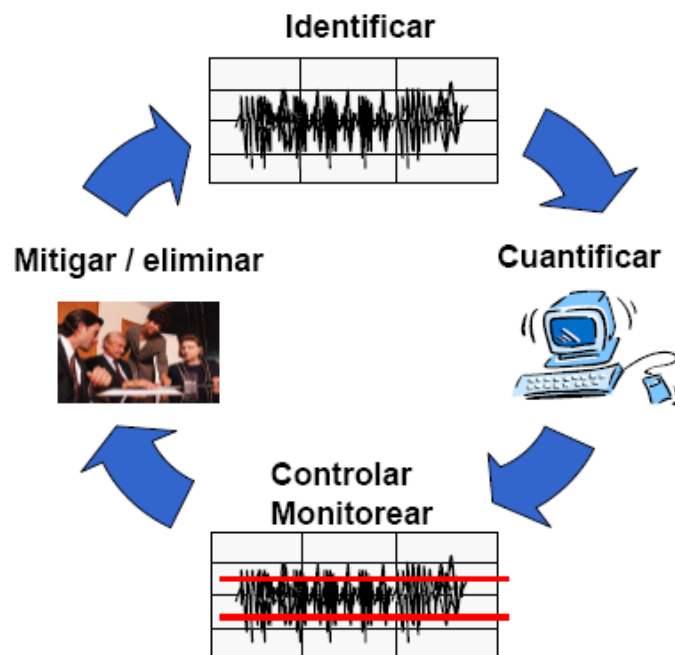 Identificar
Cuantificar
Controlar
Monitorear
Mitigar / eliminar